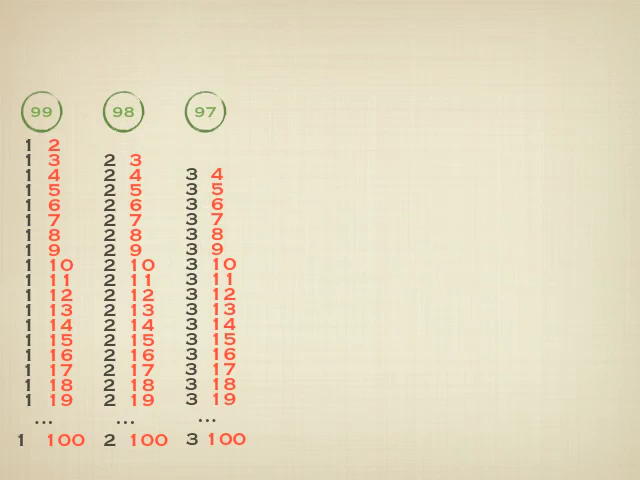 99 98 97
1 2
1 3 2 3
1 4 2 4 3 4
1 5 2 5 3 5
1 6 2 6 3 6
1 7 2 7 3 7
1 8 2 8 3 8
1 9 2 9 3 9
1 10 2 10 3 10
1 11 2 11 3 11
1 12 2 12 3 12
1 13 2 13 3 13
1 14 2 14 3 14
1 15 2 15 3 15
1 16 2 16 3 16
1 17 2 17 3 17
1 18 2 18 3 18
1 19 2 19 3 19
... ... ...
1 100 2 100 3 100